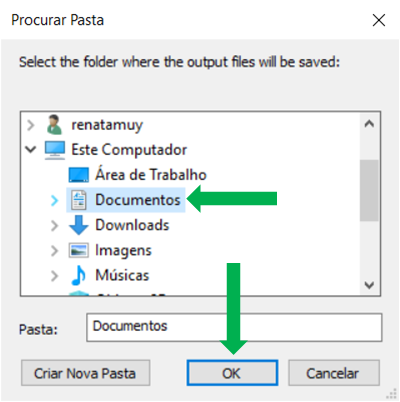 Procurar Pasta
Select the folder where the output files will be saved:
renatamuy
Este Computador
Área de Trabalho
Documentos
Downloads
Imagens
Músicas
Pasta: Documentos
Criar Nova Pasta OK Cancelar